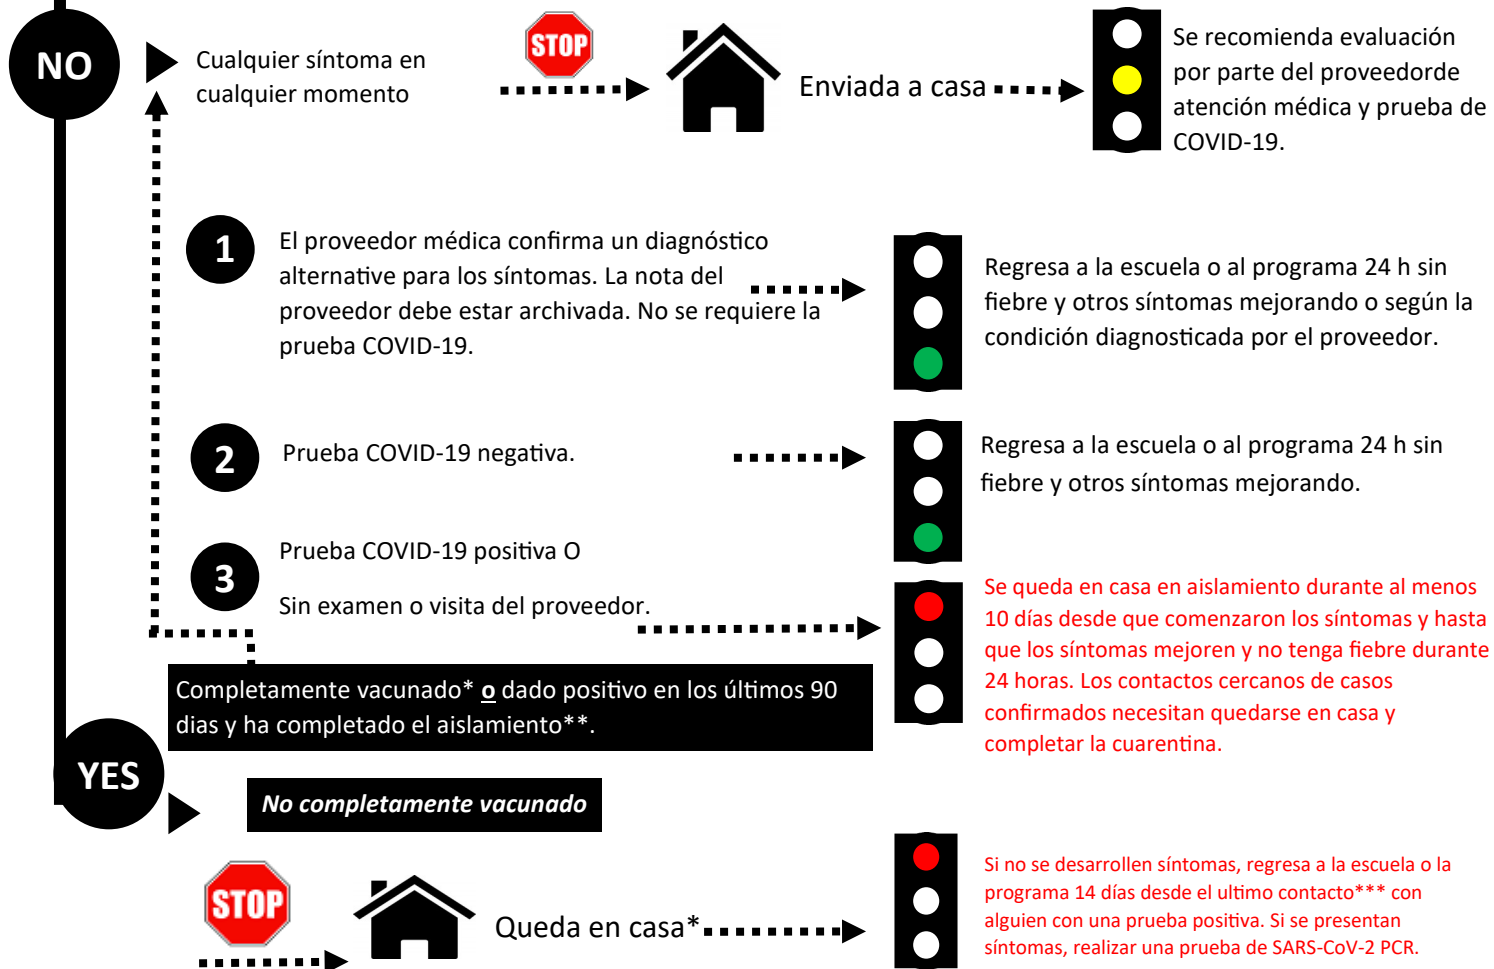 NO
Cualquier síntoma en
cualquier momento
STOP
Enviada a casa
Se recomienda evaluación
por parte del proveedorde
atención médica y prueba de
COVID-19.
1
El proveedor médica confirma un diagnóstico
alternative para los síntomas. La nota del
proveedor debe estar archivada. No se requiere la
prueba COVID-19.
Regresa a la escuela o al programa 24 h sin
fiebre y otros síntomas mejorando o según la
condición diagnosticada por el proveedor.
2
Prueba COVID-19 negativa.
Regresa a la escuela o al programa 24 h sin
fiebre y otros síntomas mejorando.
3
Prueba COVID-19 positiva O
Sin examen o visita del proveedor.
Se queda en casa en aislamiento durante al menos
10 días desde que comenzaron los síntomas y hasta
que los síntomas mejoren y no tenga fiebre durante
24 horas. Los contactos cercanos de casos
confirmados necesitan quedarse en casa y
completar la cuarentina.
Completamente vacunado* o dado positivo en los últimos 90
dias y ha completado el aislamiento**.
YES
No completamente vacunado
STOP
Queda en casa*
Si no se desarrollen síntomas, regresa a la escuela o la
programa 14 días desde el ultimo contacto*** con
alguien con una prueba positiva. Si se presentan
síntomas, realizar una prueba de SARS-CoV-2 PCR.